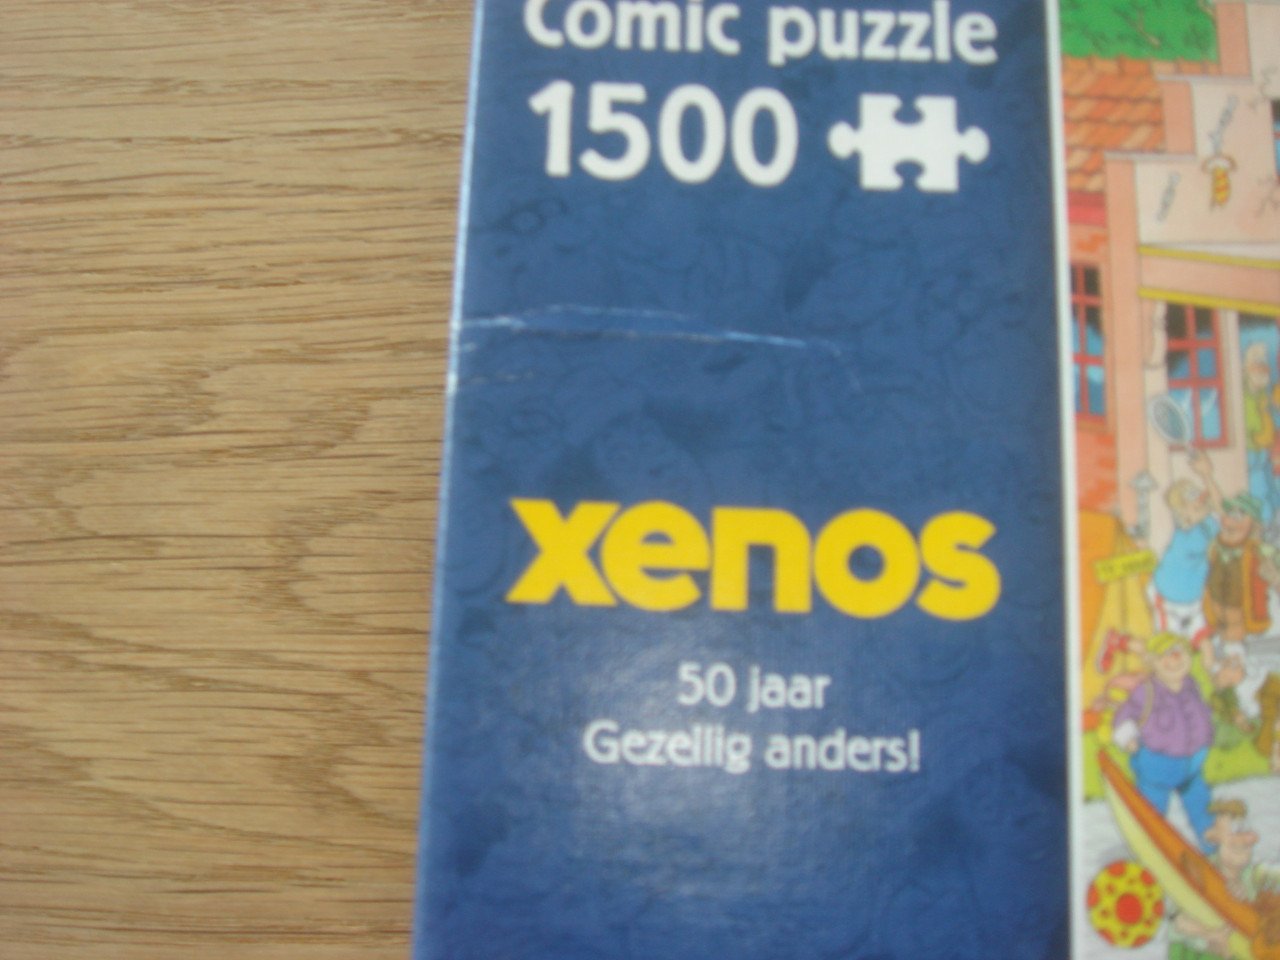 Comic puzzle
1500
xenos
50 jaar
Gezellig anders!